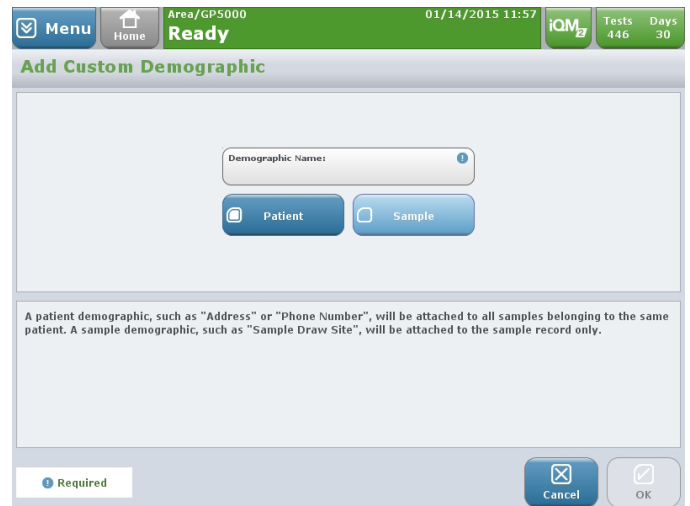 Menu
Home
Area/GP5000
01/14/2015 11:57
Ready
iQM2
Tests Days
446 30
Add Custom Demographic
Demographic Name:
Patient
Sample
A patient demographic, such as "Address" or "Phone Number", will be attached to all samples belonging to the same
patient. A sample demographic, such as "Sample Draw Site", will be attached to the sample record only.
Required
Cancel
OK